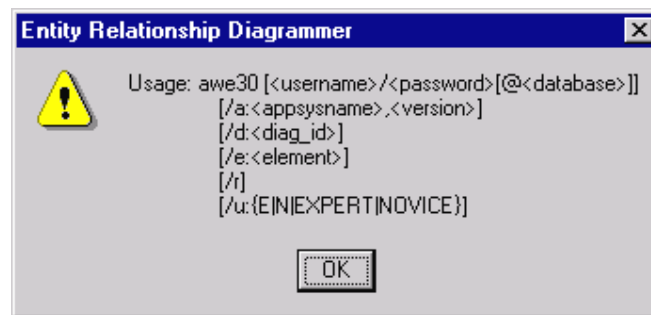 Entity Relationship Diagrammer
Usage: awe30 [<username>/<password>[@<database>]]
[/a:<appsysname>,<version>]
[/d:<diag_id>]
[/e:<element>]
[/r]
[/u:{E|N|EXPERT|NOVICE}]
OK